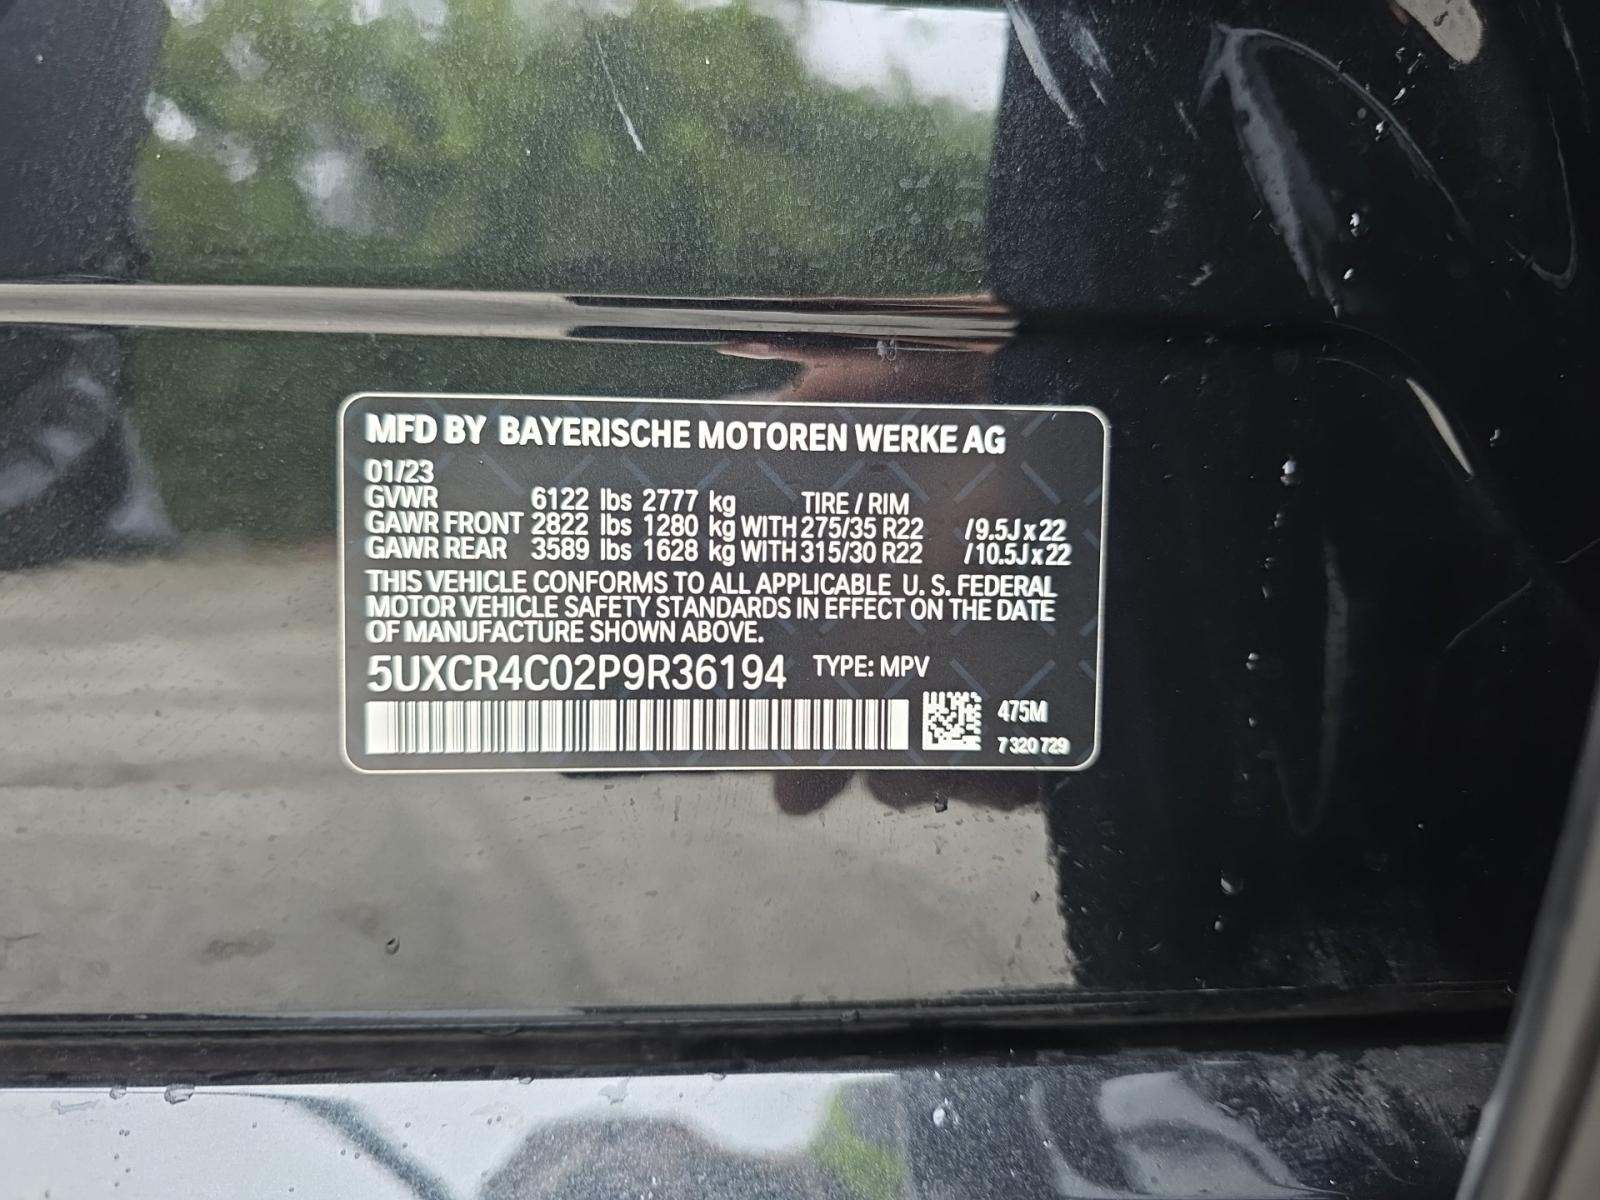 MFD BY BAYERISCHE MOTOREN WERKE AG
01/23
GVWR 6122 lbs 2777 kg TIRE / RIM
GAWR FRONT 2822 lbs 1280 kg WITH 275/35 R22 / 9.5J x 22
GAWR REAR 3589 lbs 1628 kg WITH 315/30 R22 / 10.5J x 22
THIS VEHICLE CONFORMS TO ALL APPLICABLE U. S. FEDERAL
MOTOR VEHICLE SAFETY STANDARDS IN EFFECT ON THE DATE
OF MANUFACTURE SHOWN ABOVE.
5UXCR4C02P9R36194 TYPE: MPV
475M
7 320 729